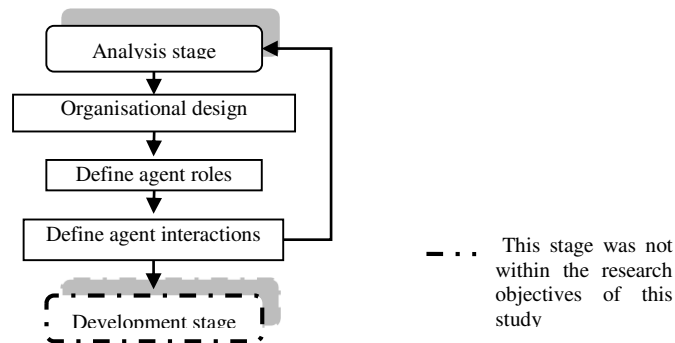 Analysis stage
Organisational design
Define agent roles
Define agent interactions
Development stage
This stage was not
within the research
objectives of this
study